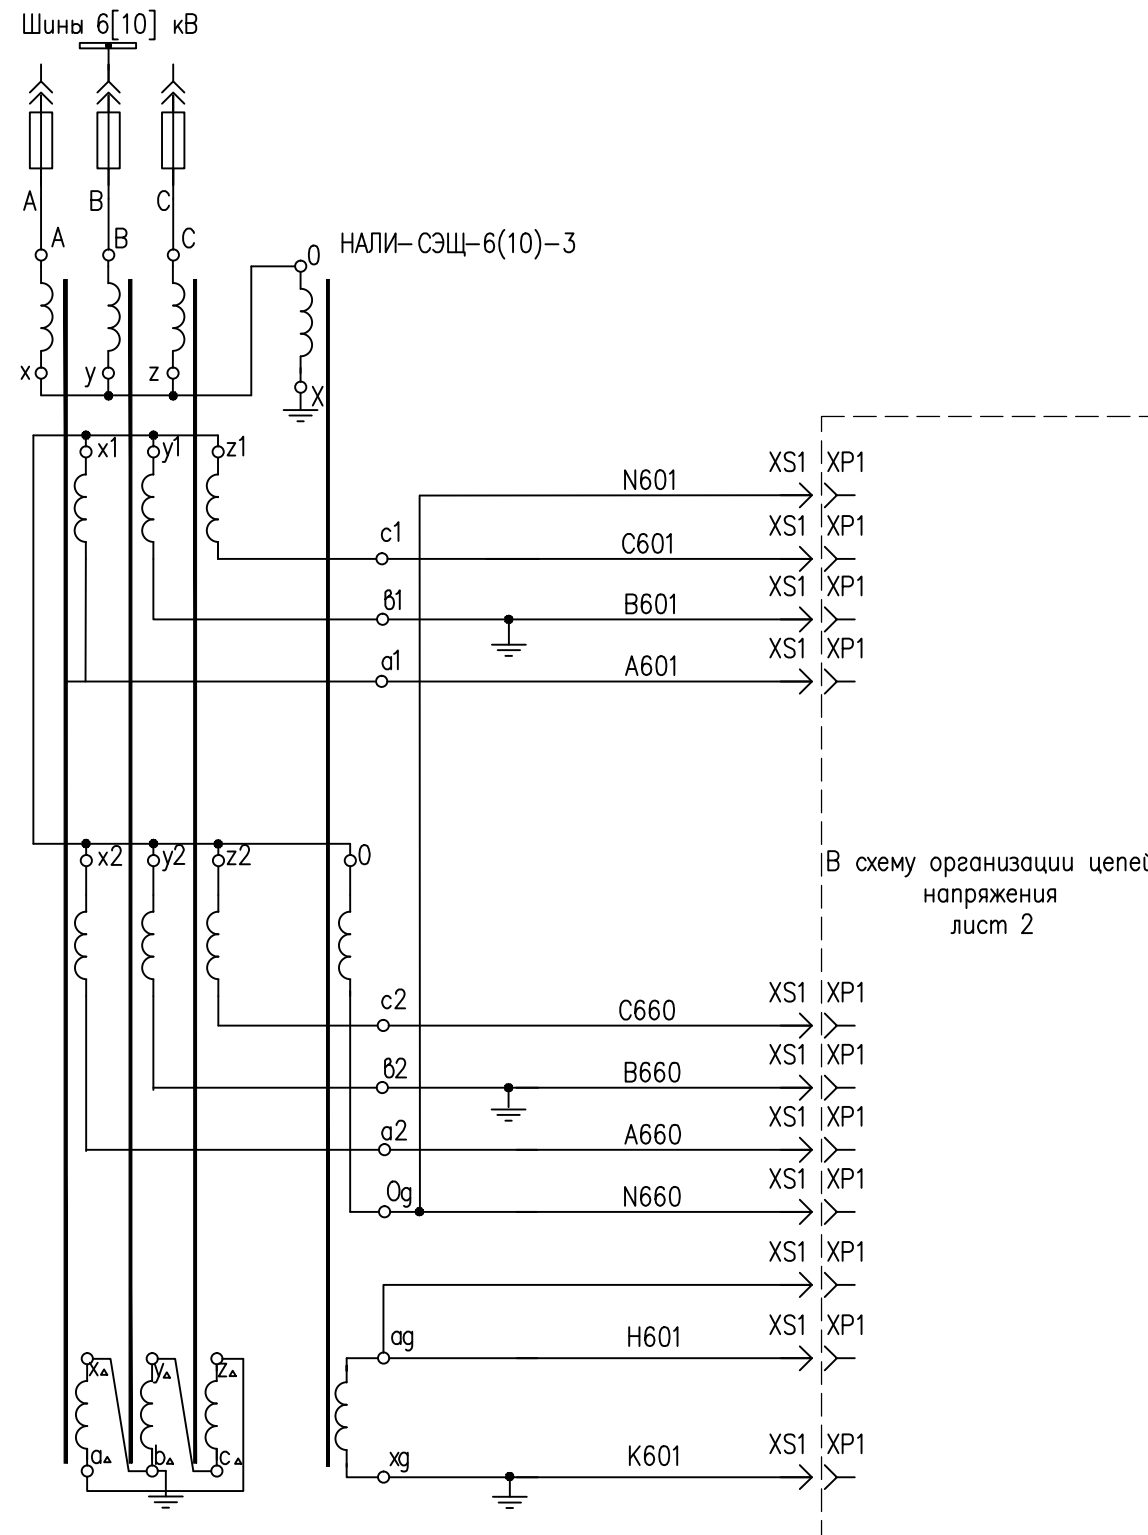 Шины 6[10] кВ
A
B
C
A
B
C
0
НАЛИ-СЭЩ-6(10)-3
x
y
z
X
x1
y1
z1
XS1
XP1
N601
c1
XS1
XP1
C601
в1
XS1
XP1
B601
a1
XS1
XP1
A601
x2
y2
z2
0
В схему организации цепей
напряжения
лист 2
c2
XS1
XP1
C660
в2
XS1
XP1
B660
a2
XS1
XP1
A660
0g
XS1
XP1
N660
XS1
XP1
ag
XS1
XP1
H601
x△
y△
z△
a△
b△
c△
xg
XS1
XP1
K601